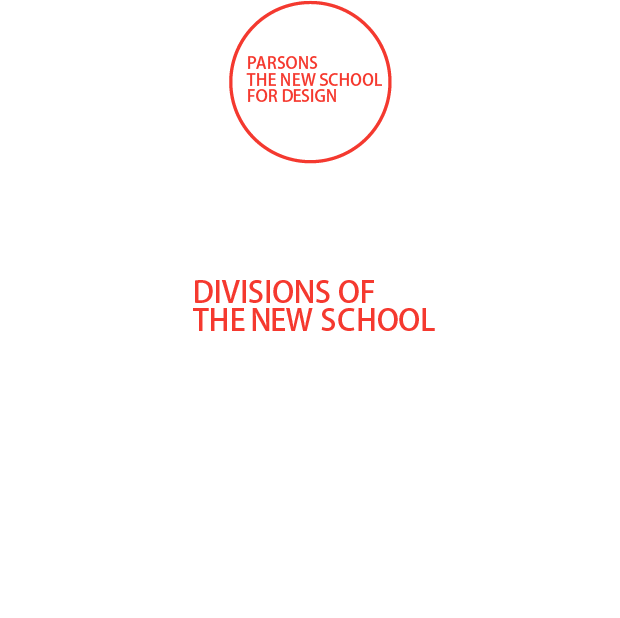 PARSONS
THE NEW SCHOOL
FOR DESIGN
DIVISIONS OF
THE NEW SCHOOL